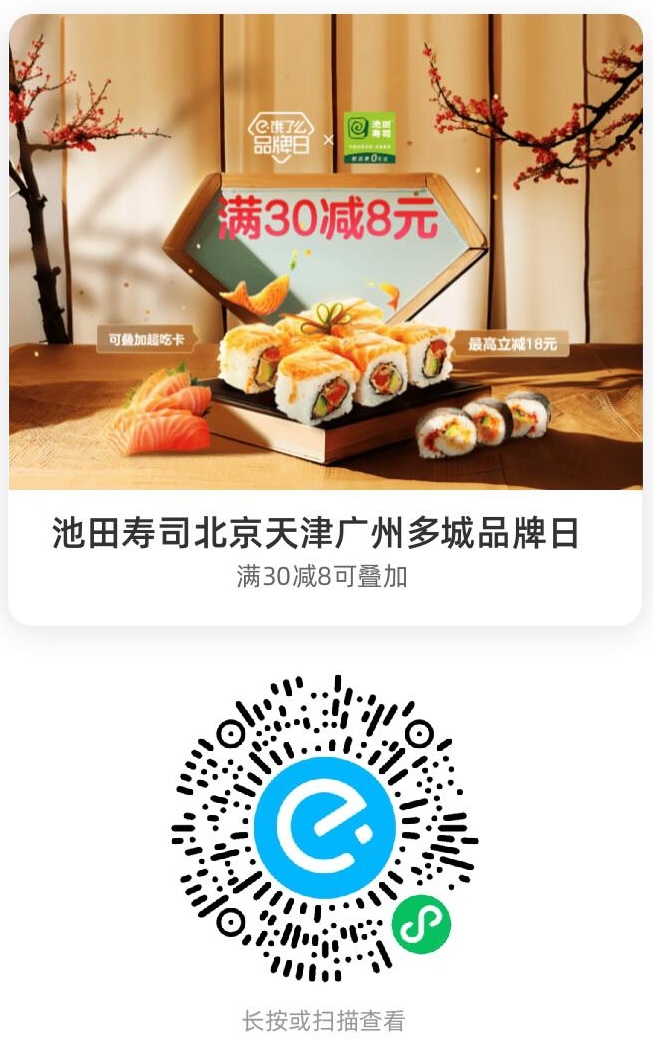 饿了么
品牌日
×
池田
寿司
满30减8元
可叠加超吃卡
最高立减18元
池田寿司北京天津广州多城品牌日
满30减8可叠加
长按或扫描查看